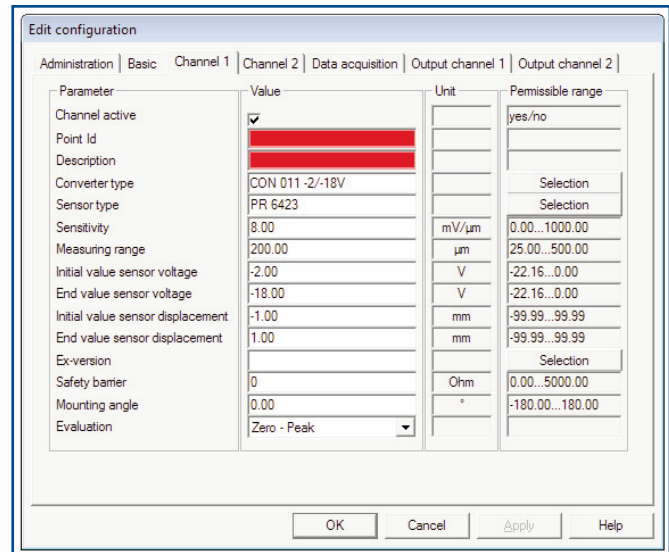 Edit configuration
Administration Basic Channel 1 Channel 2 Data acquisition Output channel 1 Output channel 2
Parameter Value Unit Permissible range
Channel active yes/no
Point Id
Description
Converter type CON 011 -2/-18V Selection
Sensor type PR 6423 Selection
Sensitivity 8.00 mV/µm 0.00...1000.00
Measuring range 200.00 µm 25.00...500.00
Initial value sensor voltage -2.00 V -22.16...0.00
End value sensor voltage -18.00 V -22.16...0.00
Initial value sensor displacement -1.00 mm -99.99...99.99
End value sensor displacement 1.00 mm -99.99...99.99
Ex-version Selection
Safety barrier 0 Ohm 0.00...5000.00
Mounting angle 0.00 ° -180.00...180.00
Evaluation Zero - Peak
OK Cancel Apply Help